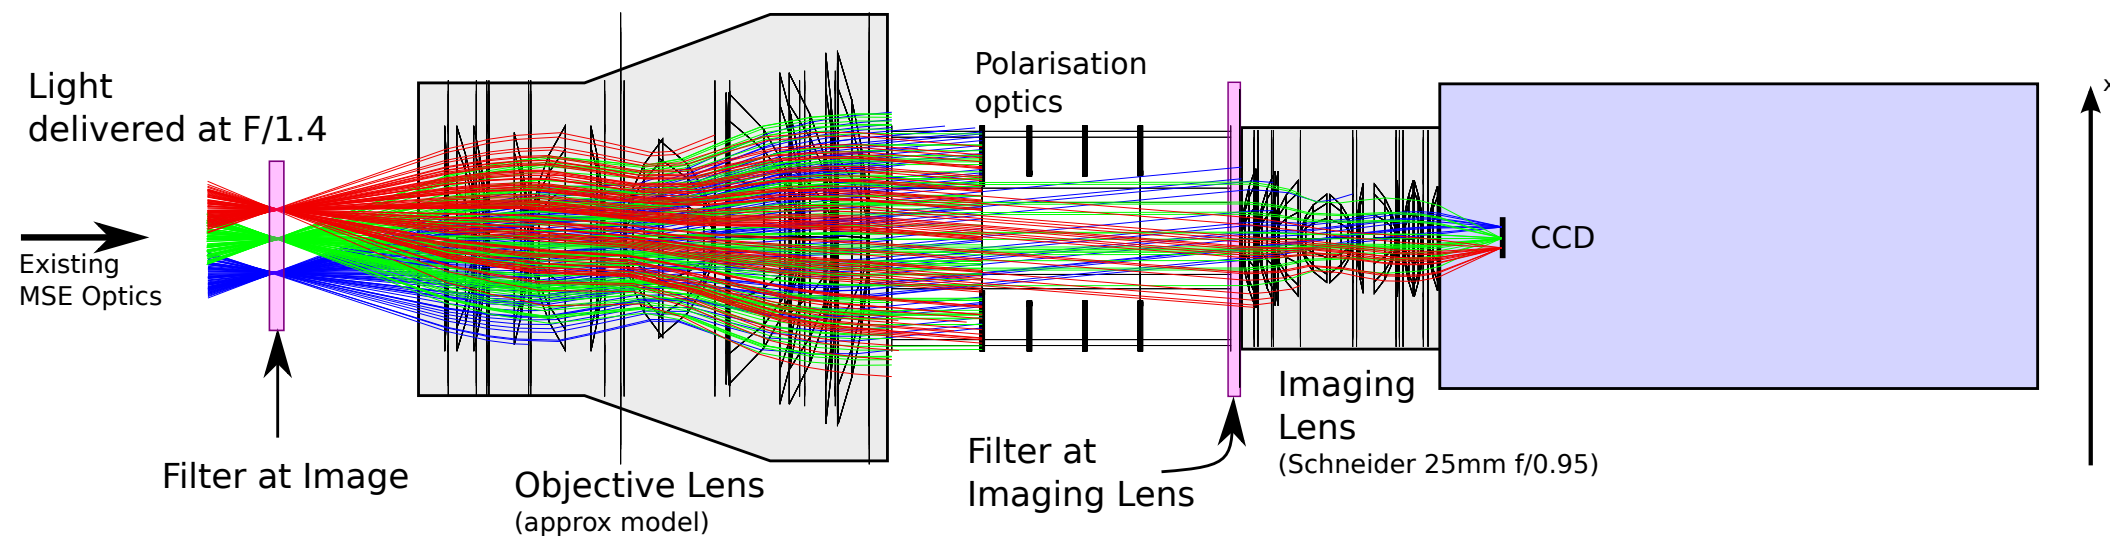 Light
delivered at F/1.4
Existing
MSE Optics
Filter at Image
Objective Lens
(approx model)
Polarisation
optics
Filter at
Imaging Lens
Imaging
Lens
(Schneider 25mm f/0.95)
CCD
x